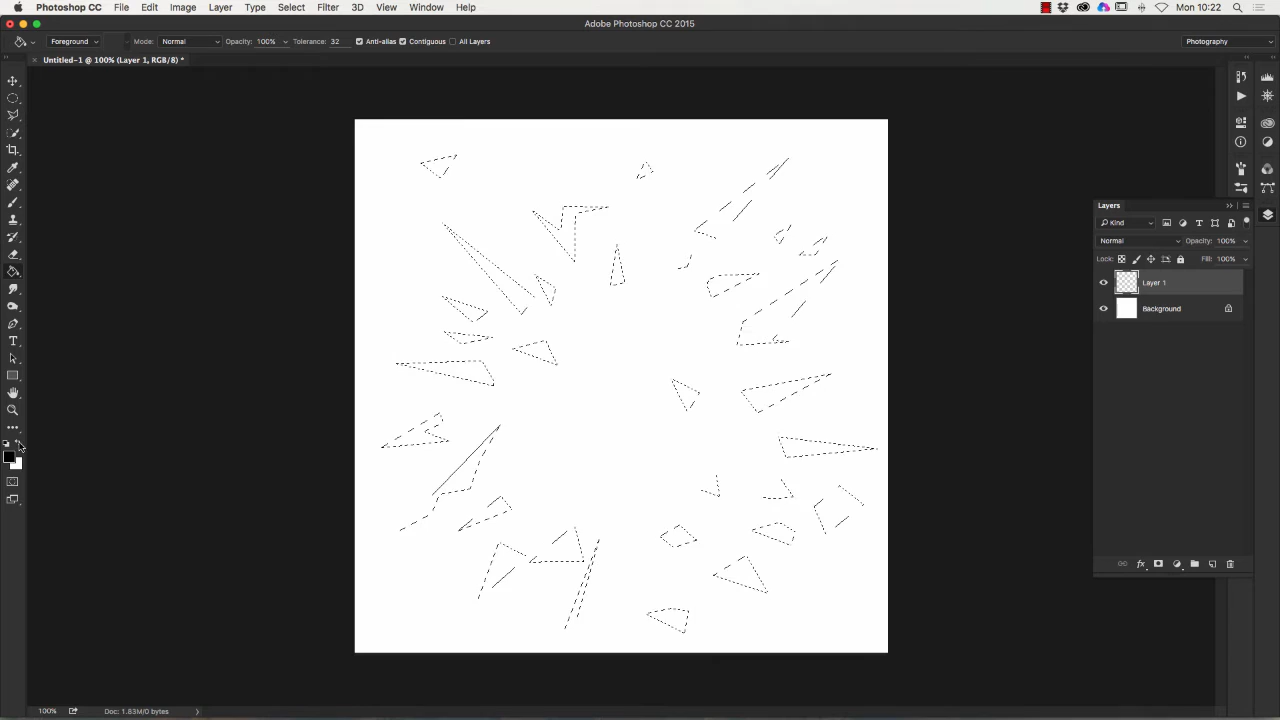 Photoshop CC File Edit Image Layer Type Select Filter 3D View Window Help Mon 10:22
Adobe Photoshop CC 2015
Foreground Mode: Normal Opacity: 100% Tolerance: 32 Anti-alias Contiguous All Layers Photography
Untitled-1 @ 100% (Layer 1, RGB/8) *
Layers
Kind
Normal Opacity: 100%
Lock: Fill: 100%
Layer 1
Background
100% Doc: 1.83M/0 bytes